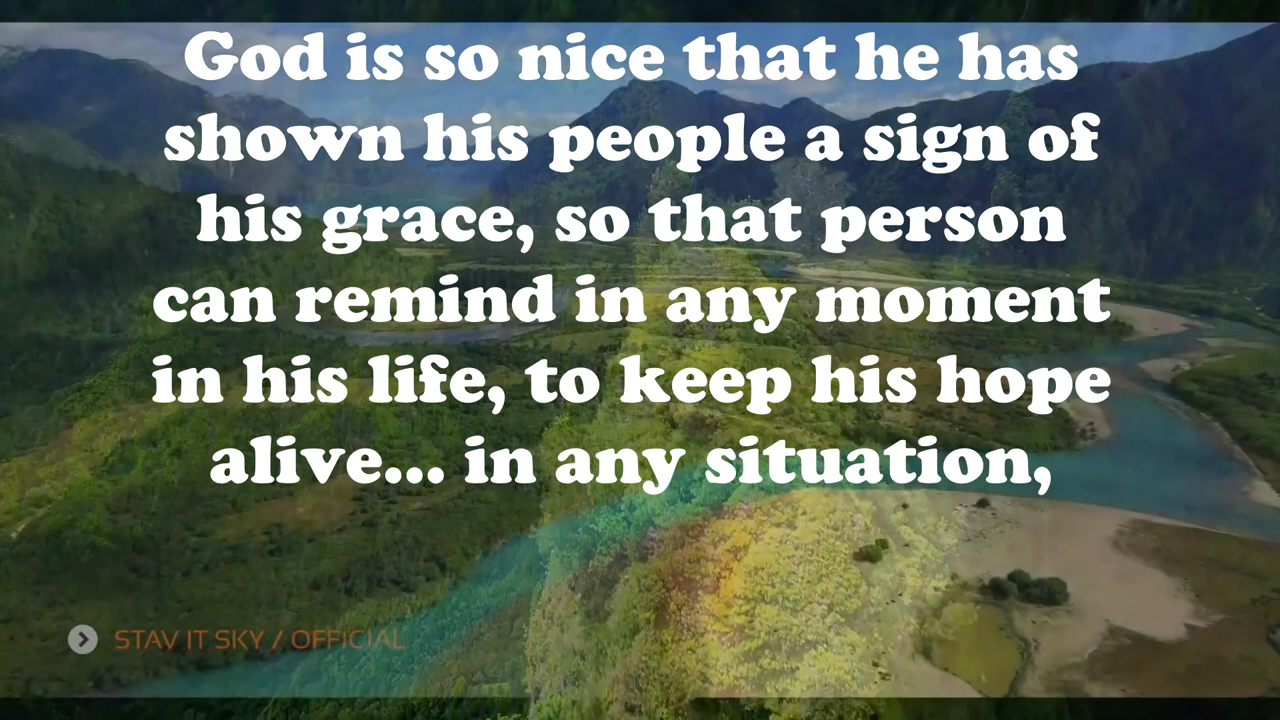 God is so nice that he has
shown his people a sign of
his grace, so that person
can remind in any moment
in his life, to keep his hope
alive... in any situation,
STAV IT SKY / OFFICIAL